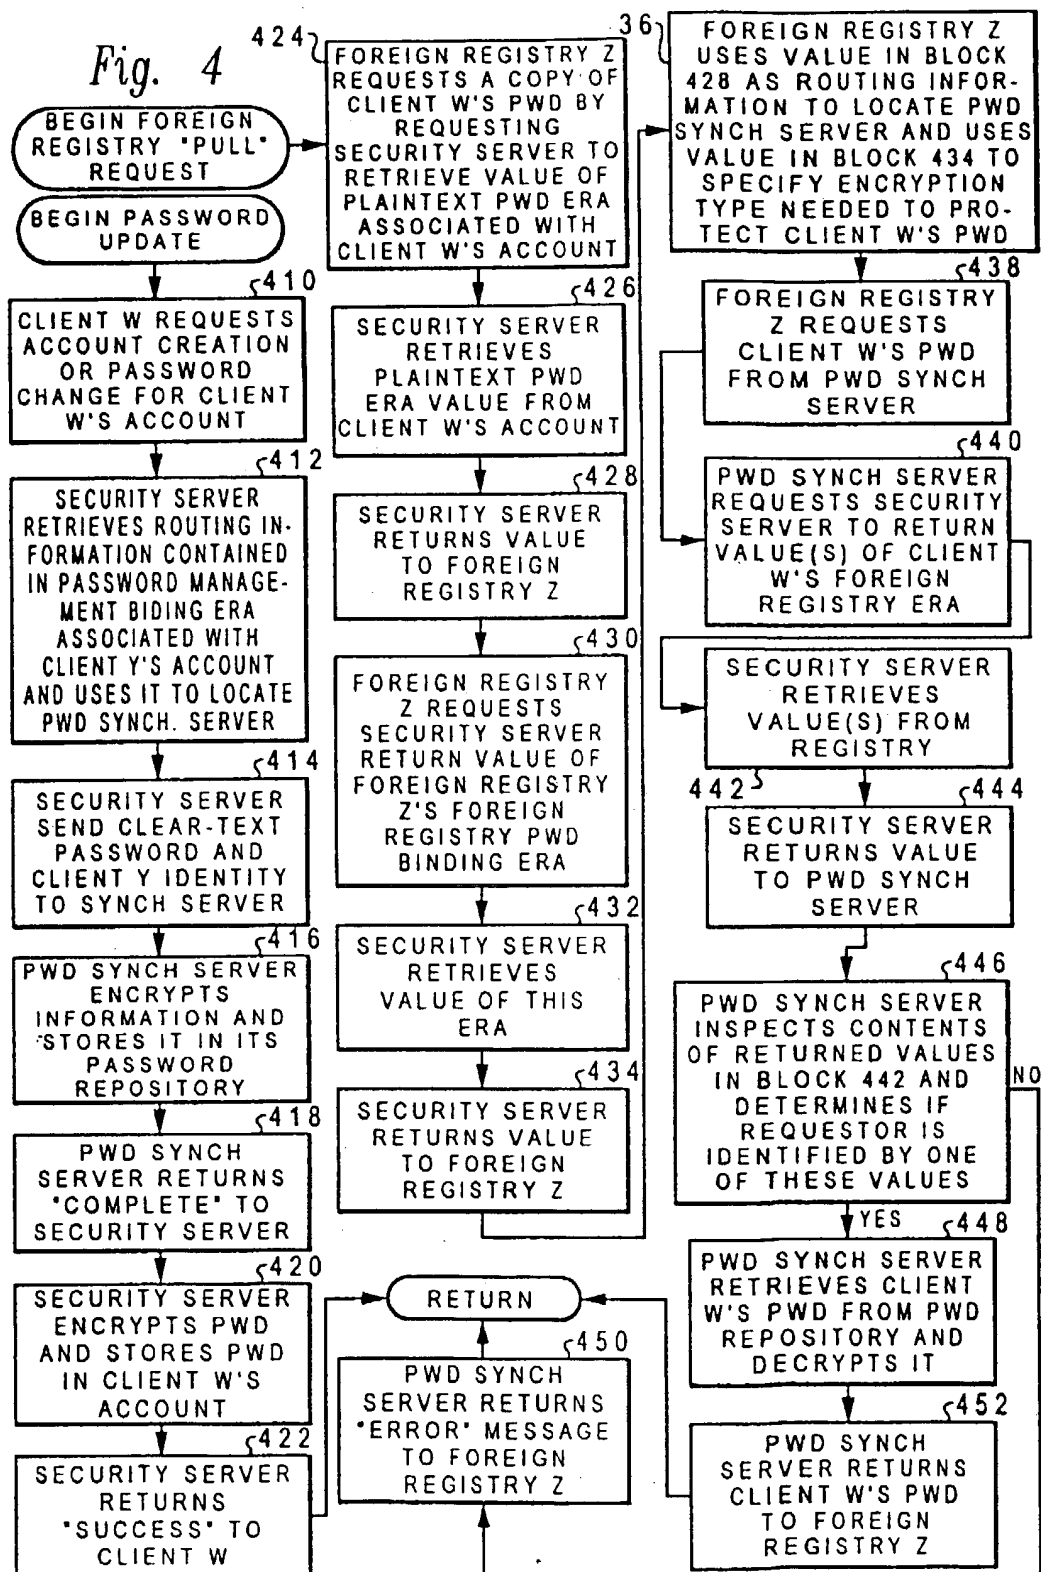 Fig. 4
BEGIN FOREIGN
REGISTRY "PULL"
REQUEST
BEGIN PASSWORD
UPDATE
410
CLIENT W REQUESTS
ACCOUNT CREATION
OR PASSWORD
CHANGE FOR CLIENT
W'S ACCOUNT
412
SECURITY SERVER
RETRIEVES ROUTING IN-
FORMATION CONTAINED
IN PASSWORD MANAGE-
MENT BIDING ERA
ASSOCIATED WITH
CLIENT Y'S ACCOUNT
AND USES IT TO LOCATE
PWD SYNCH. SERVER
414
SECURITY SERVER
SEND CLEAR-TEXT
PASSWORD AND
CLIENT Y IDENTITY
TO SYNCH SERVER
416
PWD SYNCH SERVER
ENCRYPTS
INFORMATION AND
STORES IT IN ITS
PASSWORD
REPOSITORY
418
PWD SYNCH
SERVER RETURNS
"COMPLETE" TO
SECURITY SERVER
420
SECURITY SERVER
ENCRYPTS PWD
AND STORES PWD
IN CLIENT W'S
ACCOUNT
422
SECURITY SERVER
RETURNS
"SUCCESS" TO
CLIENT W
424
FOREIGN REGISTRY Z
REQUESTS A COPY OF
CLIENT W'S PWD BY
REQUESTING
SECURITY SERVER TO
RETRIEVE VALUE OF
PLAINTEXT PWD ERA
ASSOCIATED WITH
CLIENT W'S ACCOUNT
426
SECURITY SERVER
RETRIEVES
PLAINTEXT PWD
ERA VALUE FROM
CLIENT W'S ACCOUNT
428
SECURITY SERVER
RETURNS VALUE
TO FOREIGN
REGISTRY Z
430
FOREIGN REGISTRY
Z REQUESTS
SECURITY SERVER
RETURN VALUE OF
FOREIGN REGISTRY
Z'S FOREIGN
REGISTRY PWD
BINDING ERA
432
SECURITY SERVER
RETRIEVES
VALUE OF THIS
ERA
434
SECURITY SERVER
RETURNS VALUE
TO FOREIGN
REGISTRY Z
RETURN
450
PWD SYNCH
SERVER RETURNS
"ERROR" MESSAGE
TO FOREIGN
REGISTRY Z
36
FOREIGN REGISTRY Z
USES VALUE IN BLOCK
428 AS ROUTING INFOR-
MATION TO LOCATE PWD
SYNCH SERVER AND USES
VALUE IN BLOCK 434 TO
SPECIFY ENCRYPTION
TYPE NEEDED TO PRO-
TECT CLIENT W'S PWD
438
FOREIGN REGISTRY
Z REQUESTS
CLIENT W'S PWD
FROM PWD SYNCH
SERVER
440
PWD SYNCH SERVER
REQUESTS SECURITY
SERVER TO RETURN
VALUE(S) OF CLIENT
W'S FOREIGN
REGISTRY ERA
SECURITY SERVER
RETRIEVES
VALUE(S) FROM
REGISTRY
442
444
SECURITY SERVER
RETURNS VALUE
TO PWD SYNCH
SERVER
446
PWD SYNCH SERVER
INSPECTS CONTENTS
OF RETURNED VALUES
IN BLOCK 442 AND
DETERMINES IF
REQUESTOR IS
IDENTIFIED BY ONE
OF THESE VALUES
NO
YES
448
PWD SYNCH SERVER
RETRIEVES CLIENT
W'S PWD FROM PWD
REPOSITORY AND
DECRYPTS IT
452
PWD SYNCH
SERVER RETURNS
CLIENT W'S PWD
TO FOREIGN
REGISTRY Z